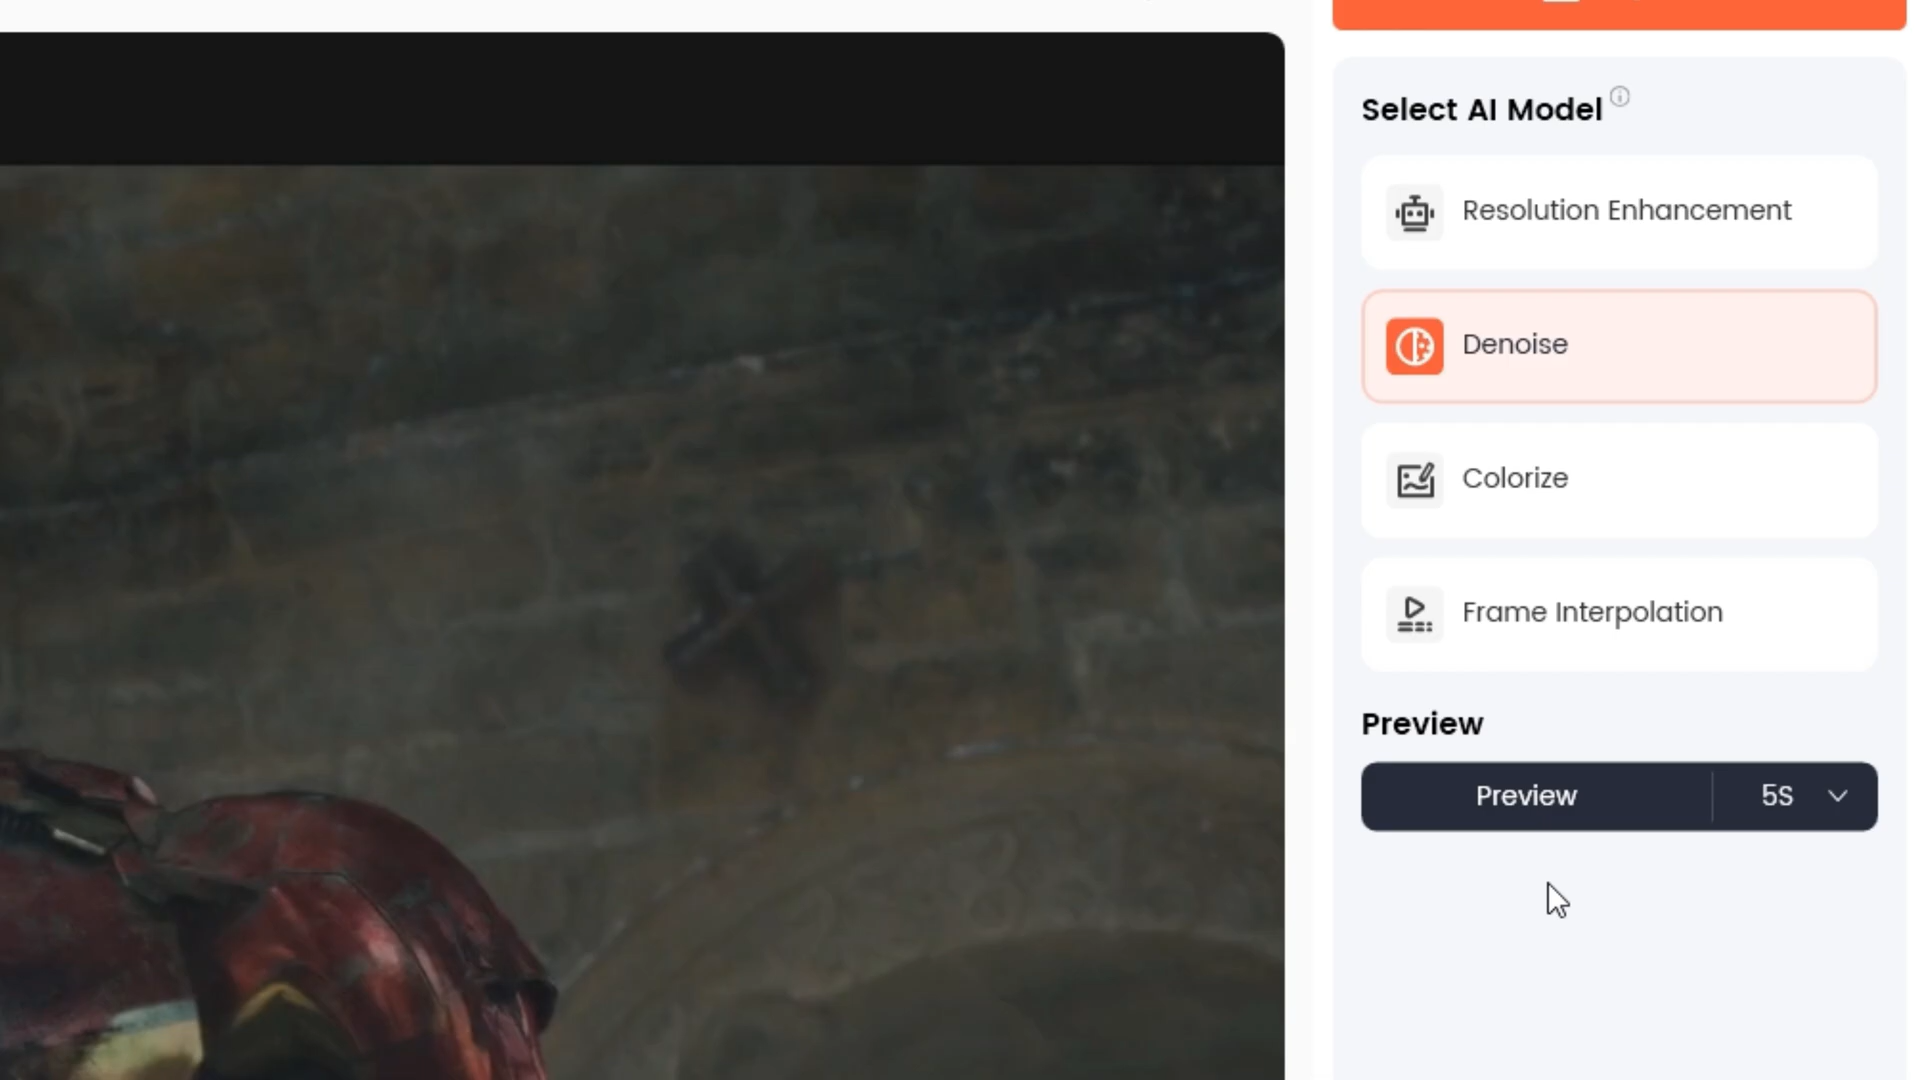 Select AI Model
Resolution Enhancement
Denoise
Colorize
Frame Interpolation
Preview
Preview
5S